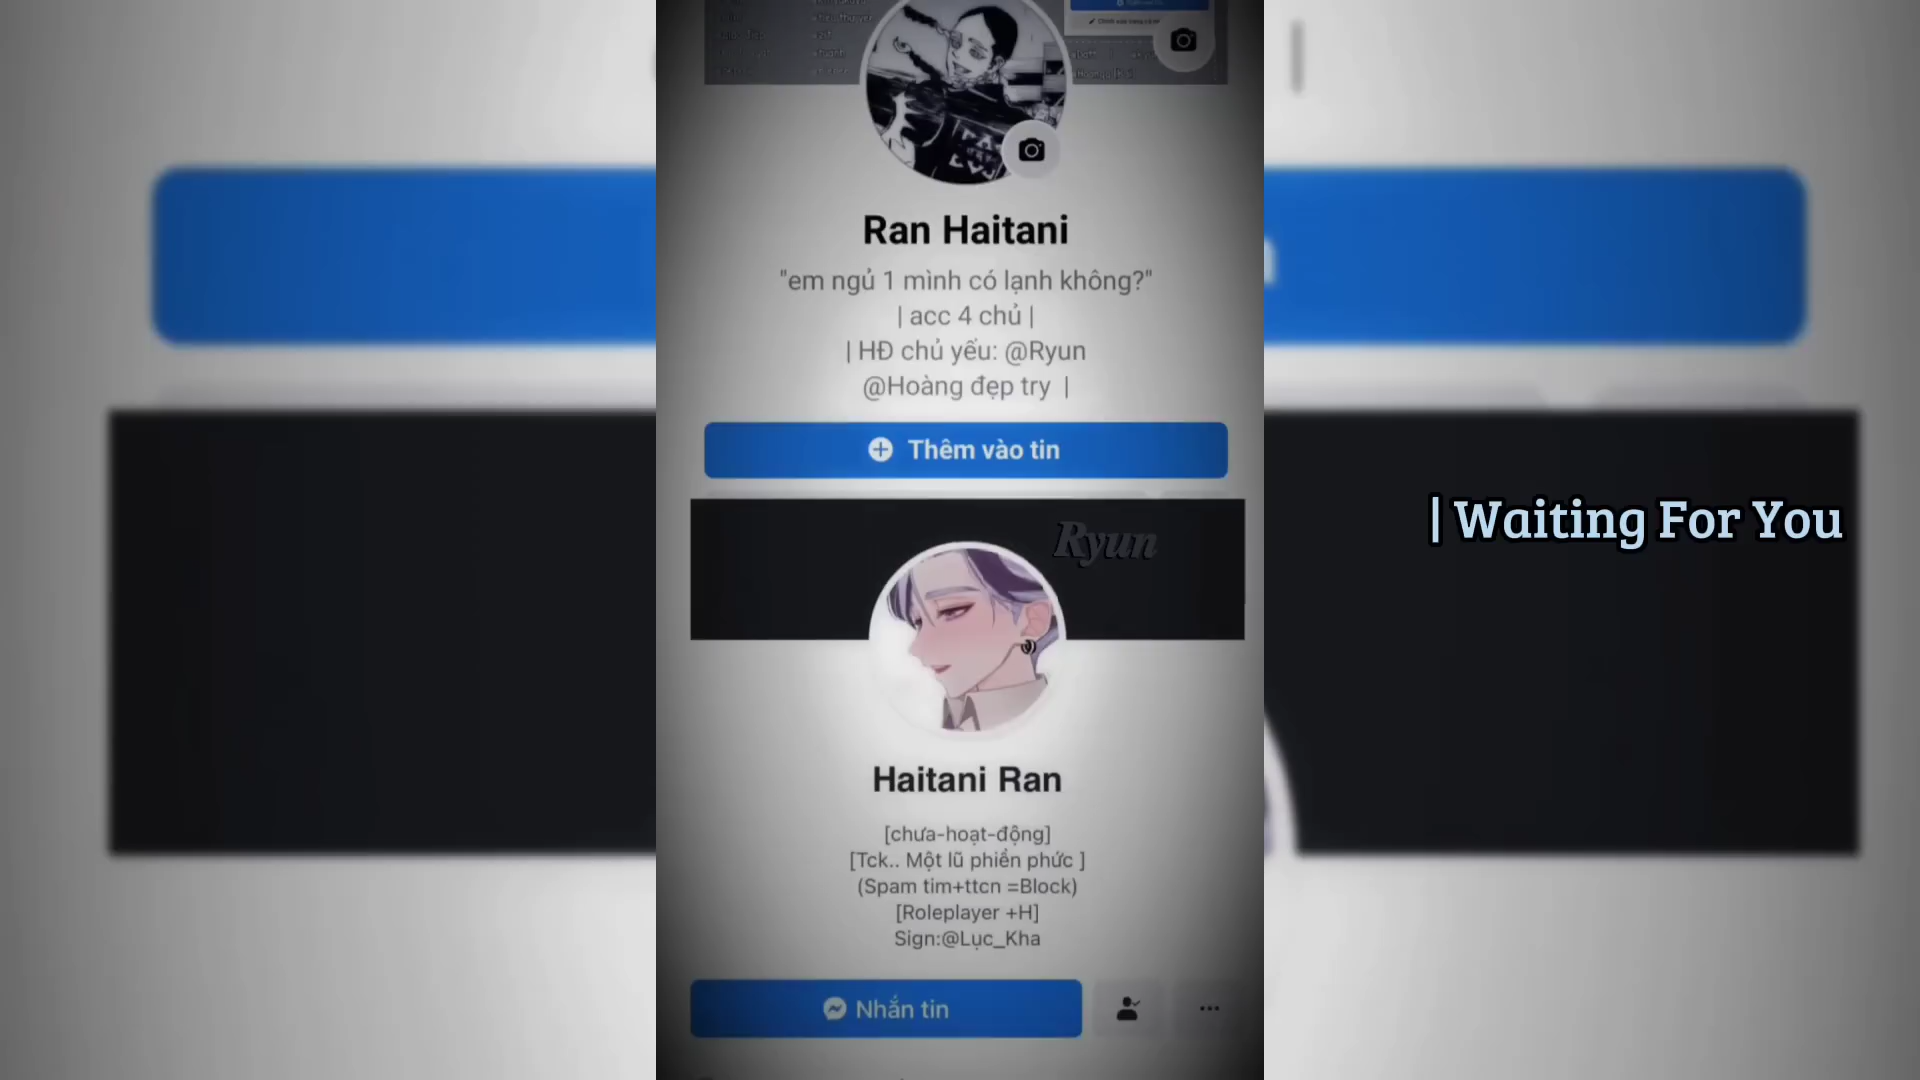 Ran Haitani
"em ngủ 1 mình có lạnh không?"
| acc 4 chủ |
| HĐ chủ yếu: @Ryun
@Hoàng đẹp try |
Thêm vào tin
| Waiting For You
Ryun
Haitani Ran
[chưa-hoạt-động]
[Tck.. Một lũ phiền phức ]
(Spam tim+ttcn =Block)
[Roleplayer +H]
Sign:@Lục_Kha
Nhắn tin